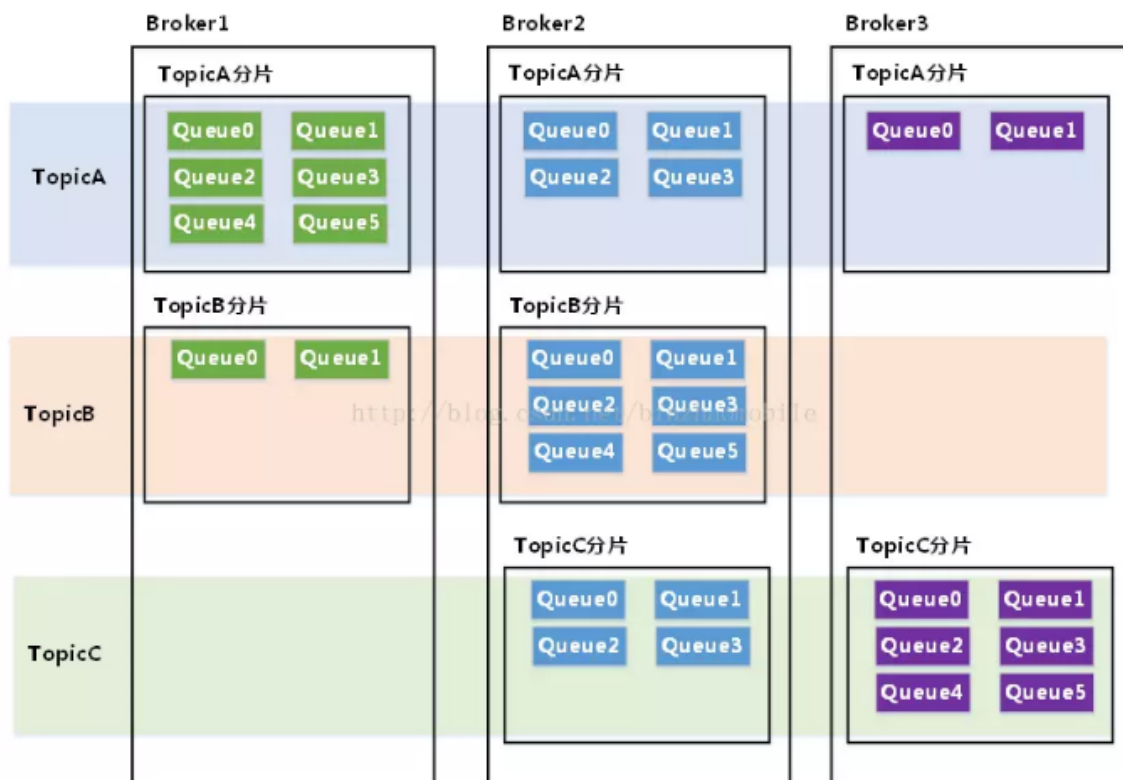 Broker1 Broker2 Broker3
TopicA分片 TopicA分片 TopicA分片
Queue0 Queue1 Queue0 Queue1 Queue0 Queue1
TopicA Queue2 Queue3 Queue2 Queue3
Queue4 Queue5
TopicB分片 TopicB分片
Queue0 Queue1 Queue0 Queue1
TopicB Queue2 Queue3
Queue4 Queue5
TopicC分片 TopicC分片
Queue0 Queue1 Queue0 Queue1
Queue2 Queue3 Queue2 Queue3
TopicC
Queue4 Queue5